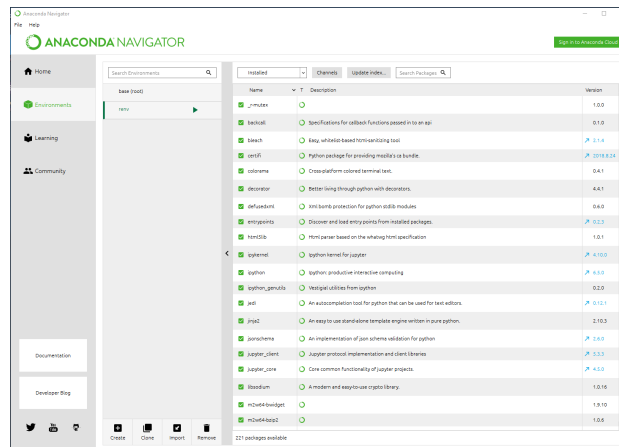 Anaconda Navigator
File Help
ANACONDA NAVIGATOR
Sign in to Anaconda Cloud
Home
Environments
Learning
Community
Documentation
Developer Blog
Search Environments
base (root)
renv
Create Clone Import Remove
Installed Channels Update index... Search Packages
Name T Description Version
_r-mutex 1.0.0
backcall Specifications for callback functions passed in to an api 0.1.0
bleach Easy, whitelist-based html-sanitizing tool 2.1.4
certifi Python package for providing mozilla's ca bundle. 2018.8.24
colorama Cross-platform colored terminal text. 0.4.1
decorator Better living through python with decorators. 4.4.1
defusedxml Xml bomb protection for python stdlib modules 0.6.0
entrypoints Discover and load entry points from installed packages. 0.2.3
html5lib Html parser based on the whatwg html specification 1.0.1
ipykernel Ipython kernel for jupyter 4.10.0
ipython Ipython: productive interactive computing 6.5.0
ipython_genutils Vestigial utilities from ipython 0.2.0
jedi An autocompletion tool for python that can be used for text editors. 0.12.1
jinja2 An easy to use stand-alone template engine written in pure python. 2.10.3
jsonschema An implementation of json schema validation for python 2.6.0
jupyter_client Jupyter protocol implementation and client libraries 5.3.3
jupyter_core Core common functionality of jupyter projects. 4.5.0
libsodium A modern and easy-to-use crypto library. 1.0.16
m2w64-bwidget 1.9.10
m2w64-bzip2 1.0.6
221 packages available